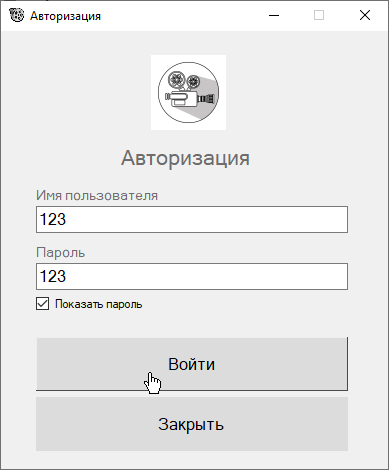 Авторизация
Авторизация
Имя пользователя
123
Пароль
123
Показать пароль
Войти
Закрыть